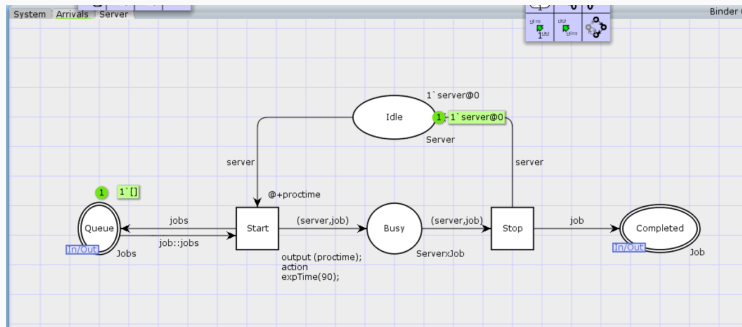 System Arrivals Server
Binder
1`server@0
Idle
1 1`server@0
Server
server
server
@+proctime
1 1`[]
Queue
jobs
job::jobs
In/Out
Jobs
Start
(server,job)
Busy
(server,job)
Stop
job
Completed
In/Out
Job
ServerxJob
output (proctime);
action
expTime(90);